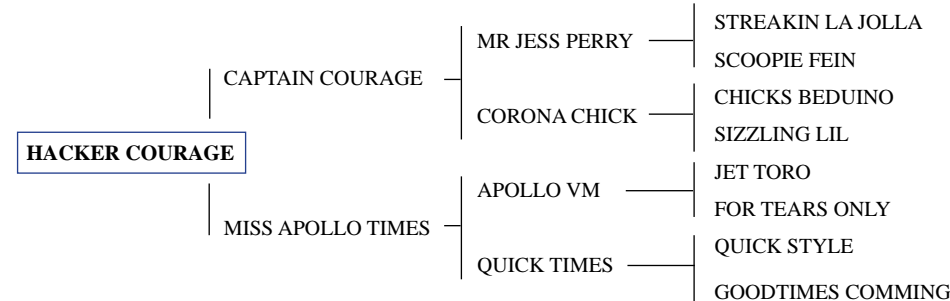 STREAKIN LA JOLLA
MR JESS PERRY
SCOOPIE FEIN
CAPTAIN COURAGE
CHICKS BEDUINO
CORONA CHICK
SIZZLING LIL
HACKER COURAGE
JET TORO
APOLLO VM
FOR TEARS ONLY
MISS APOLLO TIMES
QUICK STYLE
QUICK TIMES
GOODTIMES COMMING